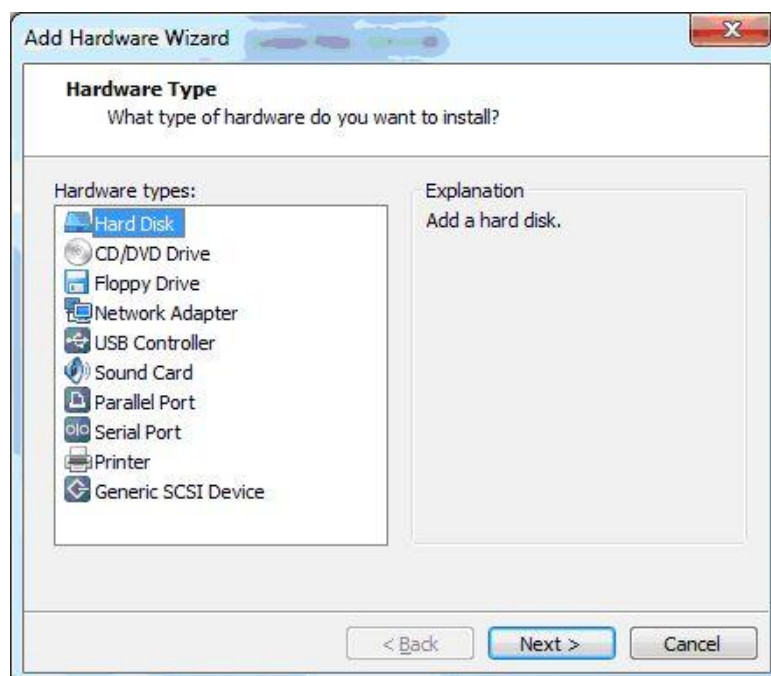 Add Hardware Wizard
Hardware Type
What type of hardware do you want to install?
Hardware types:
Hard Disk
CD/DVD Drive
Floppy Drive
Network Adapter
USB Controller
Sound Card
Parallel Port
Serial Port
Printer
Generic SCSI Device
Explanation
Add a hard disk.
< Back
Next >
Cancel